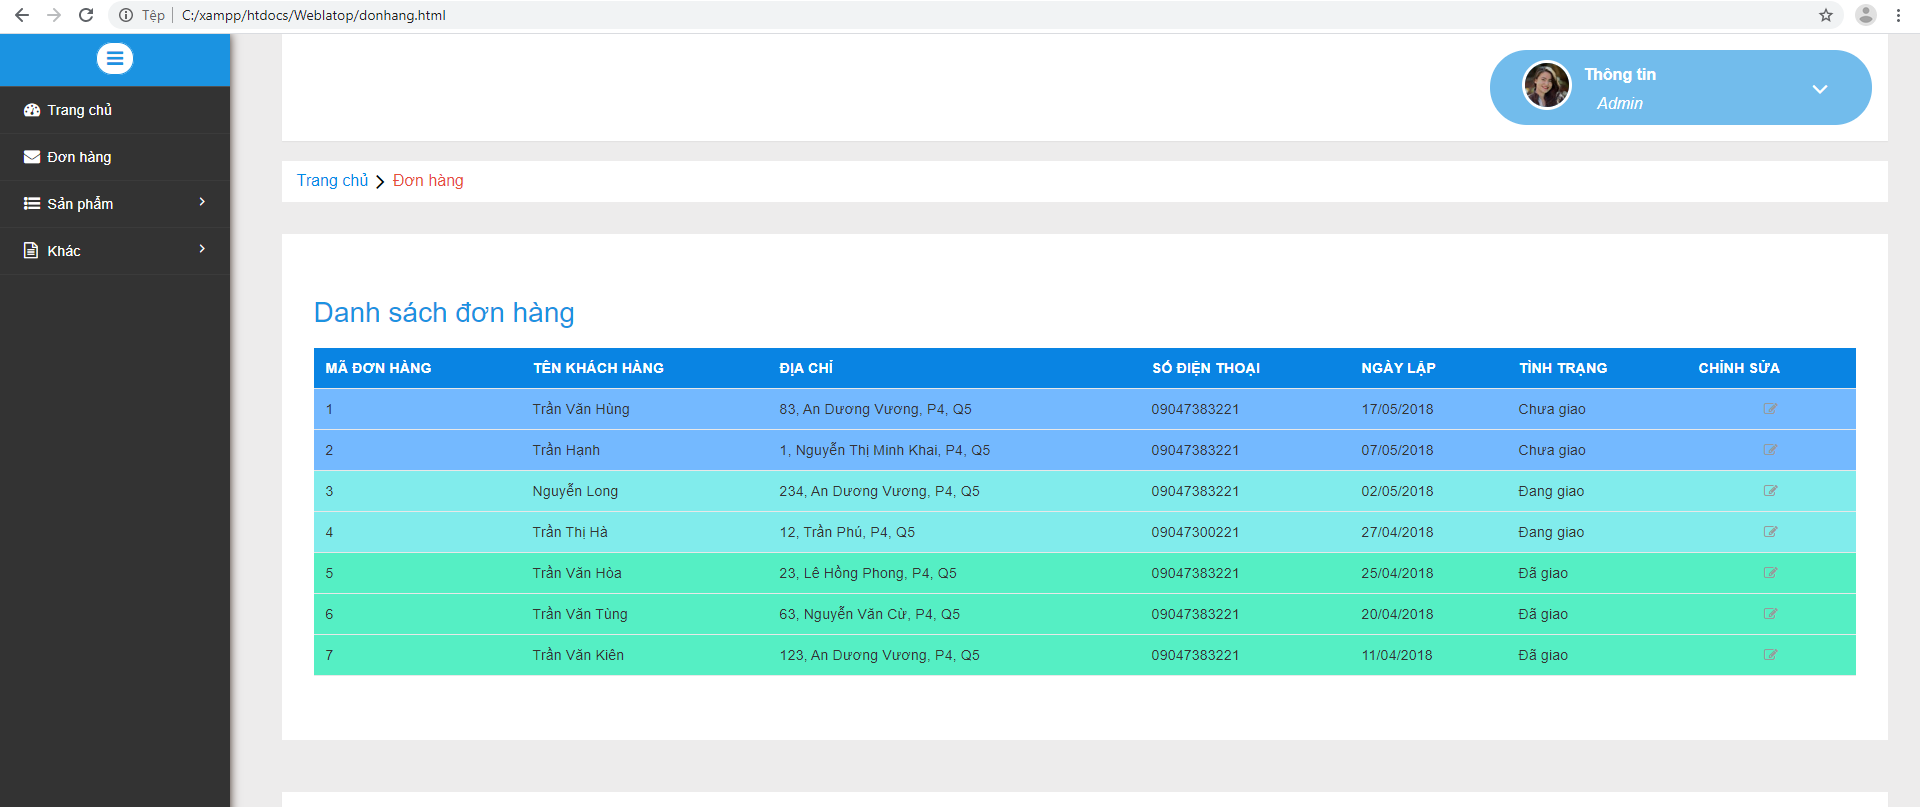 Tệp C:/xampp/htdocs/Weblatop/donhang.html
Trang chủ
Đơn hàng
Sản phẩm
Khác
Thông tin
Admin
Trang chủ Đơn hàng
Danh sách đơn hàng
MÃ ĐƠN HÀNG TÊN KHÁCH HÀNG ĐỊA CHỈ SỐ ĐIỆN THOẠI NGÀY LẬP TÌNH TRẠNG CHỈNH SỬA
1 Trần Văn Hùng 83, An Dương Vương, P4, Q5 09047383221 17/05/2018 Chưa giao
2 Trần Hạnh 1, Nguyễn Thị Minh Khai, P4, Q5 09047383221 07/05/2018 Chưa giao
3 Nguyễn Long 234, An Dương Vương, P4, Q5 09047383221 02/05/2018 Đang giao
4 Trần Thị Hà 12, Trần Phú, P4, Q5 09047300221 27/04/2018 Đang giao
5 Trần Văn Hòa 23, Lê Hồng Phong, P4, Q5 09047383221 25/04/2018 Đã giao
6 Trần Văn Tùng 63, Nguyễn Văn Cừ, P4, Q5 09047383221 20/04/2018 Đã giao
7 Trần Văn Kiên 123, An Dương Vương, P4, Q5 09047383221 11/04/2018 Đã giao